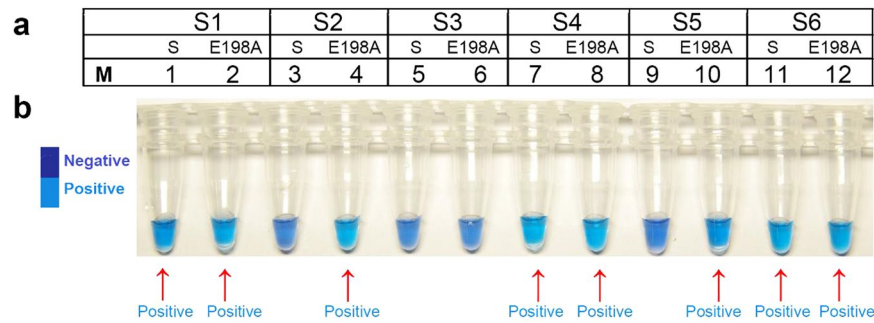 a
S1 S2 S3 S4 S5 S6
S E198A S E198A S E198A S E198A S E198A S E198A
M 1 2 3 4 5 6 7 8 9 10 11 12
b
Negative
Positive
Positive Positive Positive Positive Positive Positive Positive Positive